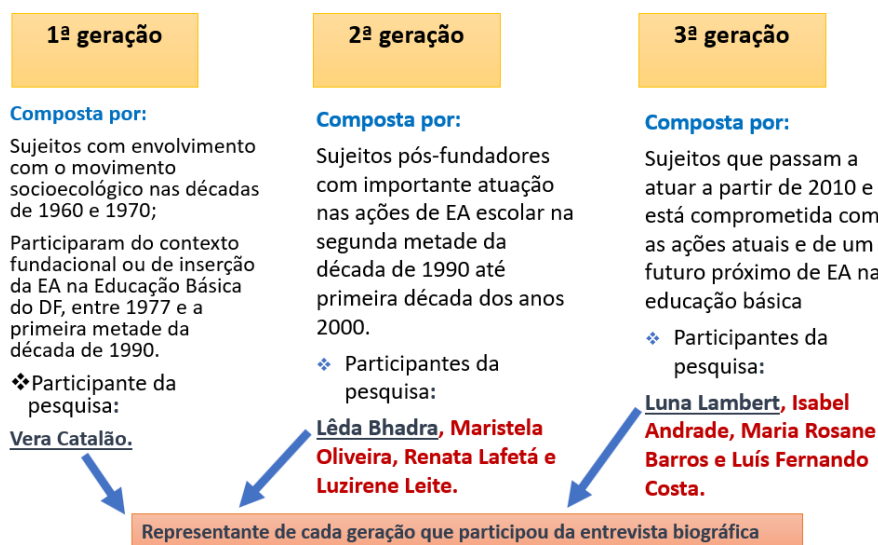 1ª geração
Composta por:
Sujeitos com envolvimento
com o movimento
socioecológico nas décadas
de 1960 e 1970;
Participaram do contexto
fundacional ou de inserção
da EA na Educação Básica
do DF, entre 1977 e a
primeira metade da
década de 1990.
❖Participante da
pesquisa:
Vera Catalão.
2ª geração
Composta por:
Sujeitos pós-fundadores
com importante atuação
nas ações de EA escolar na
segunda metade da
década de 1990 até
primeira década dos anos
2000.
❖ Participantes da
pesquisa:
Lêda Bhadra, Maristela
Oliveira, Renata Lafetá e
Luzirene Leite.
3ª geração
Composta por:
Sujeitos que passam a
atuar a partir de 2010 e
está comprometida com
as ações atuais e de um
futuro próximo de EA na
educação básica
❖ Participantes da
pesquisa:
Luna Lambert, Isabel
Andrade, Maria Rosane
Barros e Luís Fernando
Costa.
Representante de cada geração que participou da entrevista biográfica